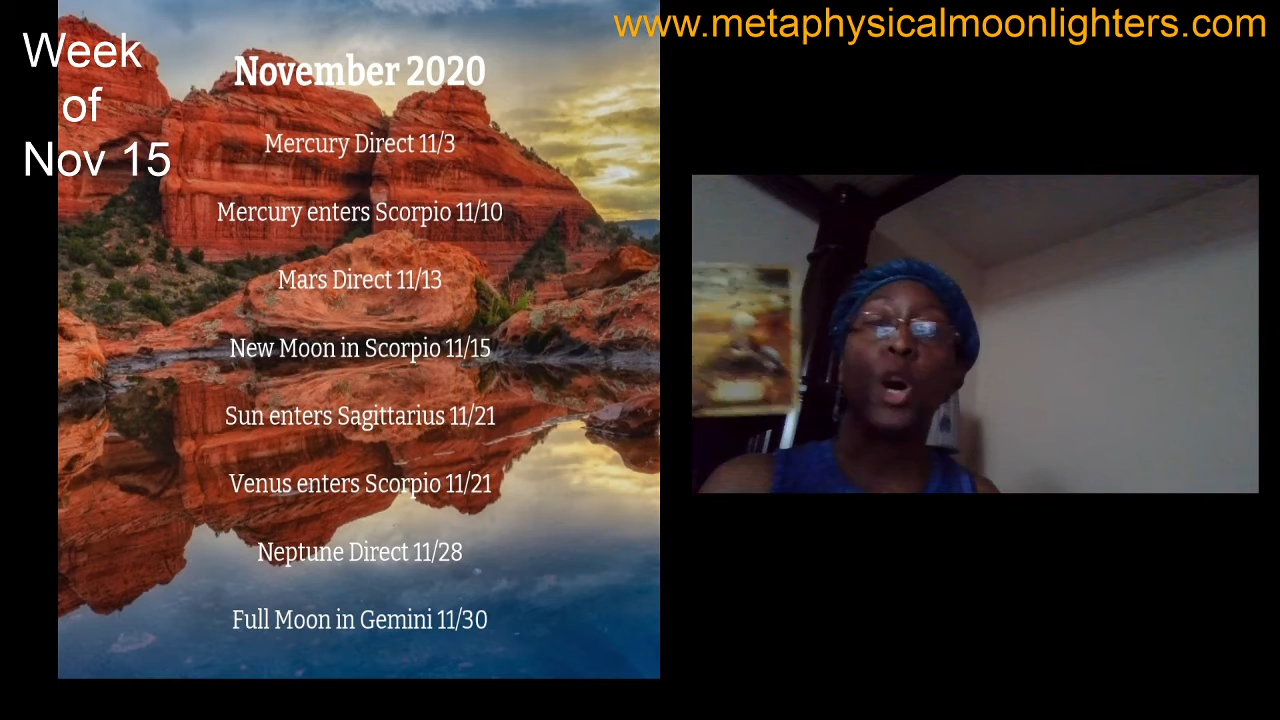 www.metaphysicalmoonlighters.com
Week
of
Nov 15
November 2020
Mercury Direct 11/3
Mercury enters Scorpio 11/10
Mars Direct 11/13
New Moon in Scorpio 11/15
Sun enters Sagittarius 11/21
Venus enters Scorpio 11/21
Neptune Direct 11/28
Full Moon in Gemini 11/30